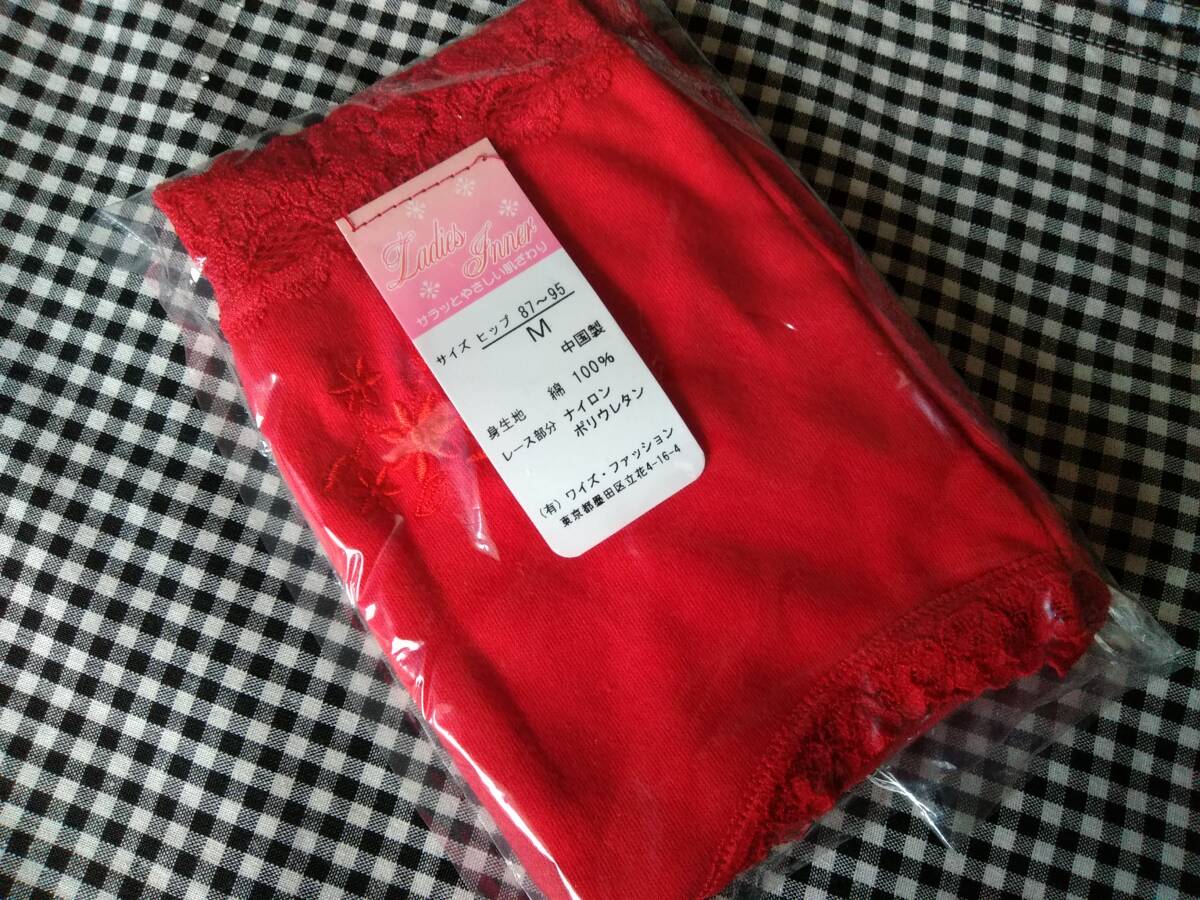 Ladies Inner
サラッとやさしい肌ざわり
サイズ ヒップ 87～95
M
中国製
身生地 綿 100%
レース部分 ナイロン
ポリウレタン
(有) ワイズ・ファッション
東京都墨田区立花4-16-4